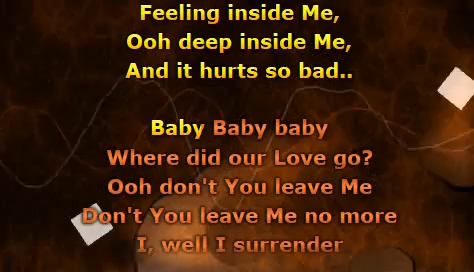 Feeling inside Me,
Ooh deep inside Me,
And it hurts so bad..
Baby Baby baby
Where did our Love go?
Ooh don't You leave Me
Don't You leave Me no more
I, well I surrender